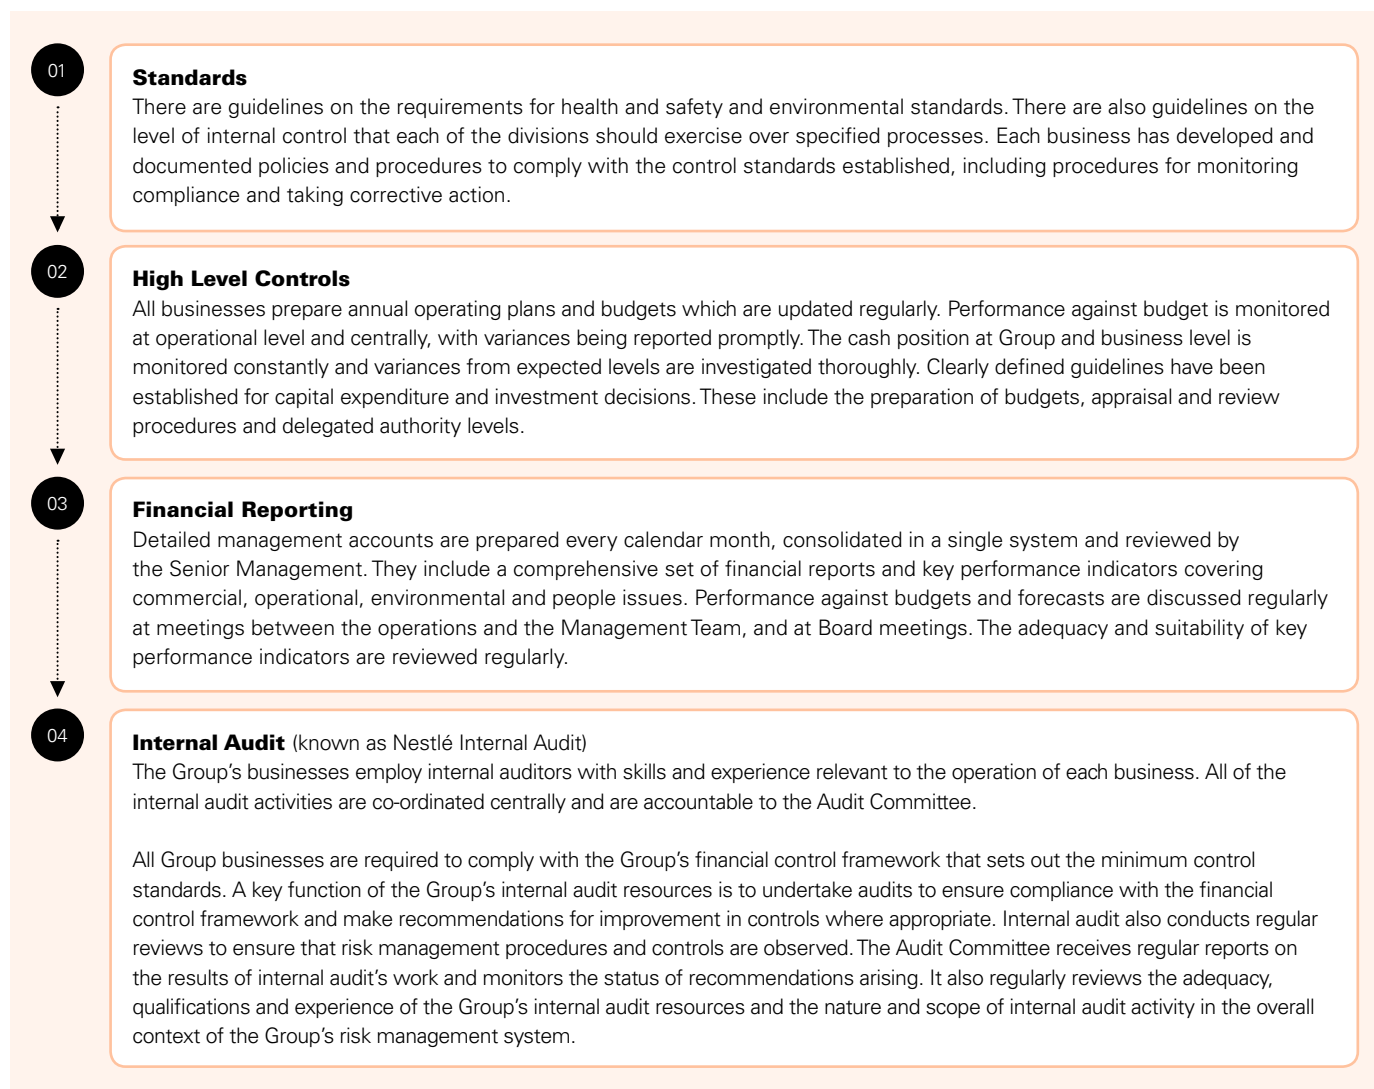 01
Standards
There are guidelines on the requirements for health and safety and environmental standards. There are also guidelines on the
level of internal control that each of the divisions should exercise over specified processes. Each business has developed and
documented policies and procedures to comply with the control standards established, including procedures for monitoring
compliance and taking corrective action.
02
High Level Controls
All businesses prepare annual operating plans and budgets which are updated regularly. Performance against budget is monitored
at operational level and centrally, with variances being reported promptly. The cash position at Group and business level is
monitored constantly and variances from expected levels are investigated thoroughly. Clearly defined guidelines have been
established for capital expenditure and investment decisions. These include the preparation of budgets, appraisal and review
procedures and delegated authority levels.
03
Financial Reporting
Detailed management accounts are prepared every calendar month, consolidated in a single system and reviewed by
the Senior Management. They include a comprehensive set of financial reports and key performance indicators covering
commercial, operational, environmental and people issues. Performance against budgets and forecasts are discussed regularly
at meetings between the operations and the Management Team, and at Board meetings. The adequacy and suitability of key
performance indicators are reviewed regularly.
04
Internal Audit (known as Nestlé Internal Audit)
The Group’s businesses employ internal auditors with skills and experience relevant to the operation of each business. All of the
internal audit activities are co-ordinated centrally and are accountable to the Audit Committee.
All Group businesses are required to comply with the Group’s financial control framework that sets out the minimum control
standards. A key function of the Group’s internal audit resources is to undertake audits to ensure compliance with the financial
control framework and make recommendations for improvement in controls where appropriate. Internal audit also conducts regular
reviews to ensure that risk management procedures and controls are observed. The Audit Committee receives regular reports on
the results of internal audit’s work and monitors the status of recommendations arising. It also regularly reviews the adequacy,
qualifications and experience of the Group’s internal audit resources and the nature and scope of internal audit activity in the overall
context of the Group’s risk management system.